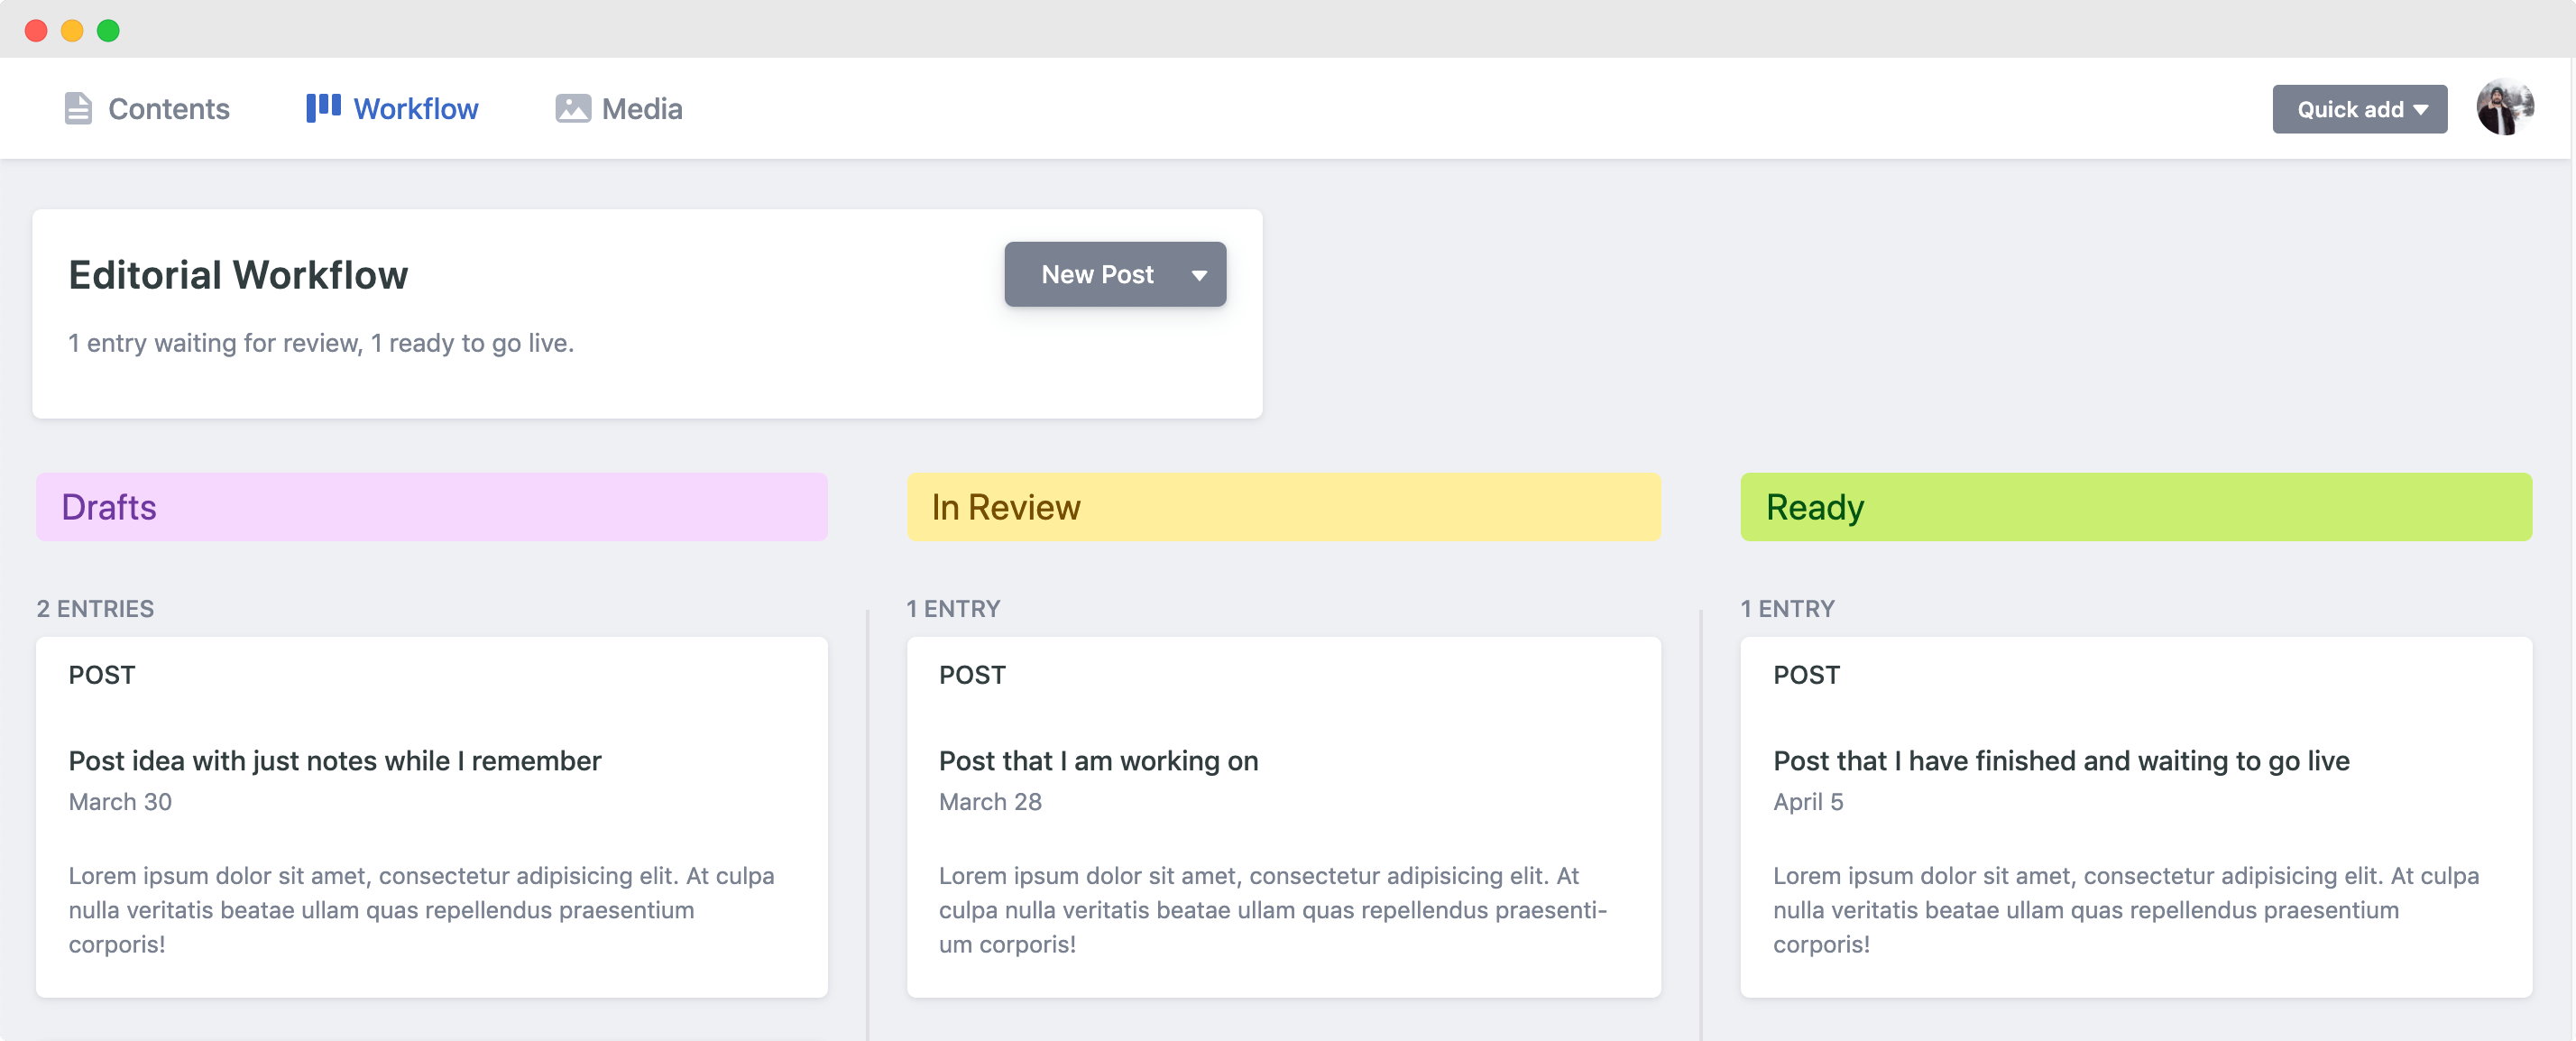 Contents
Workflow
Media
Quick add
Editorial Workflow
New Post
1 entry waiting for review, 1 ready to go live.
Drafts
2 ENTRIES
POST
Post idea with just notes while I remember
March 30
Lorem ipsum dolor sit amet, consectetur adipisicing elit. At culpa
nulla veritatis beatae ullam quas repellendus praesentium
corporis!
In Review
1 ENTRY
POST
Post that I am working on
March 28
Lorem ipsum dolor sit amet, consectetur adipisicing elit. At
culpa nulla veritatis beatae ullam quas repellendus praesenti-
um corporis!
Ready
1 ENTRY
POST
Post that I have finished and waiting to go live
April 5
Lorem ipsum dolor sit amet, consectetur adipisicing elit. At culpa
nulla veritatis beatae ullam quas repellendus praesentium
corporis!